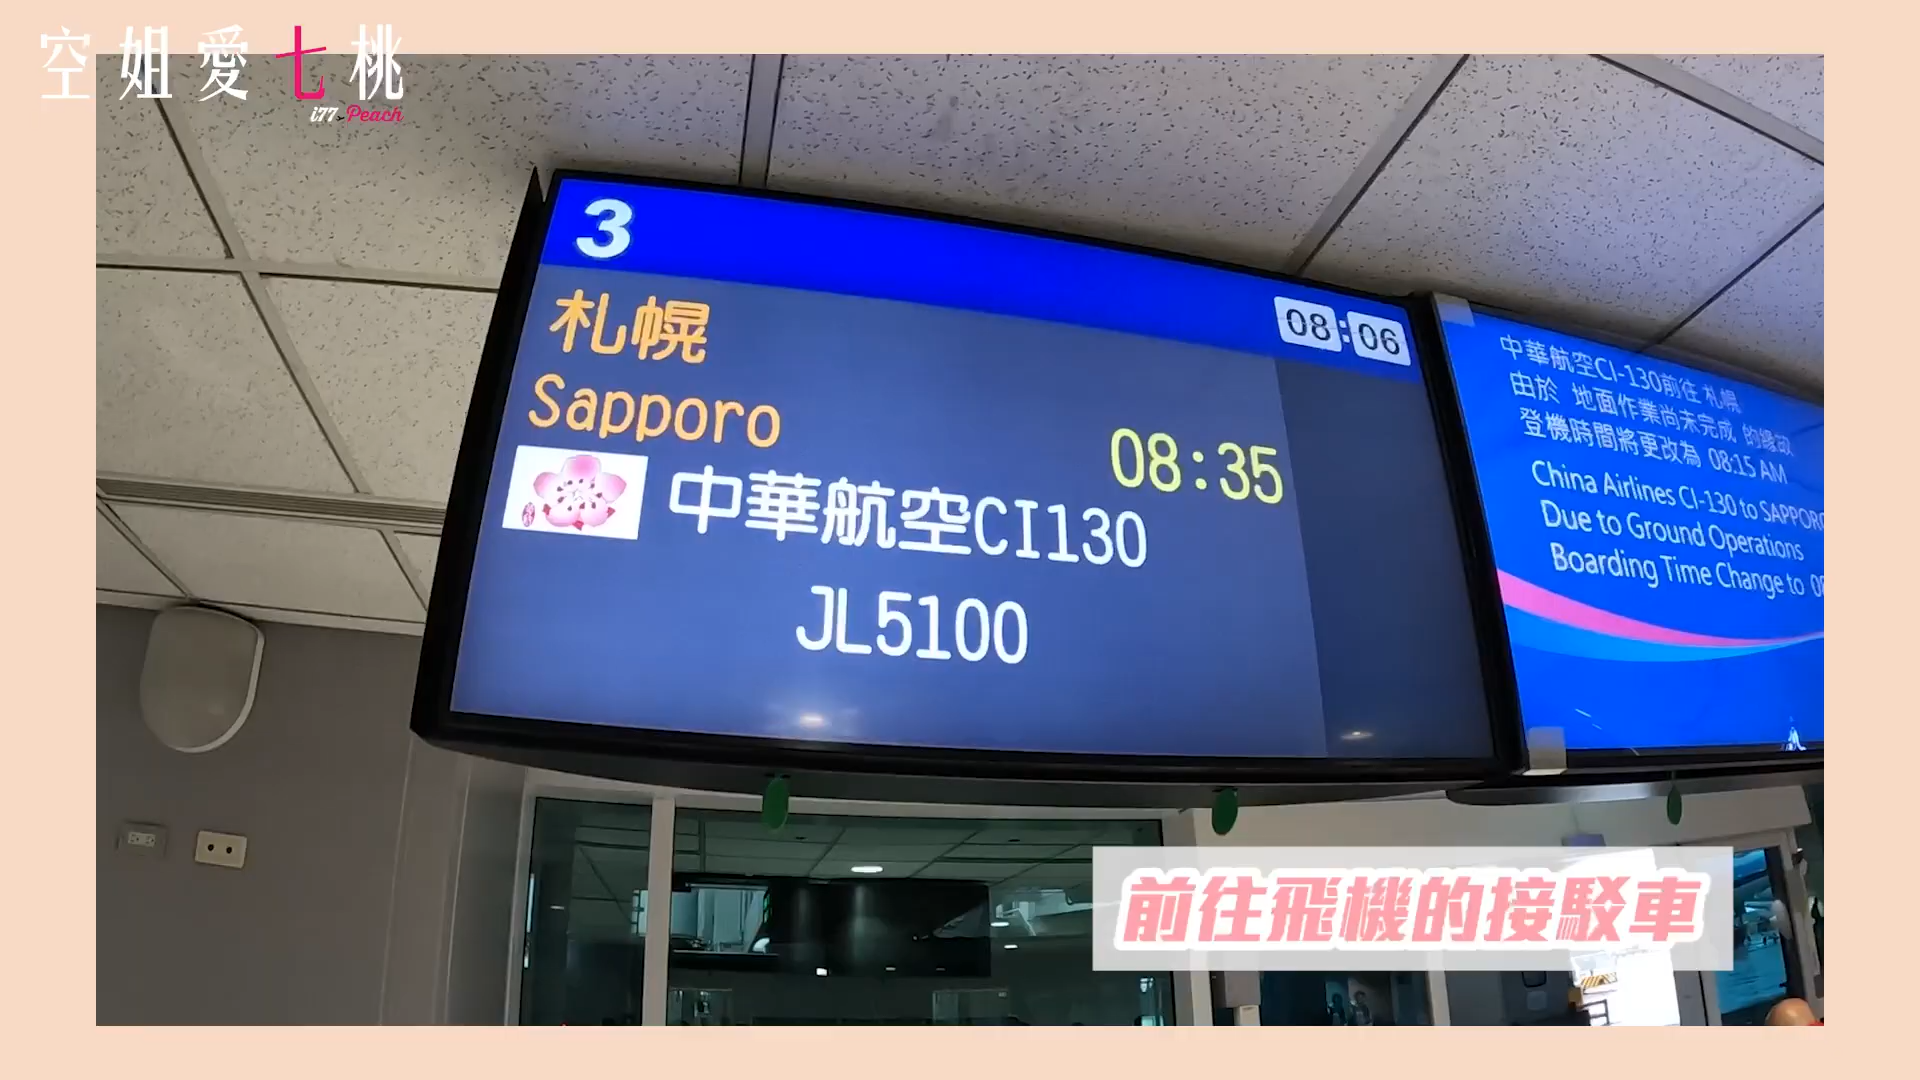 空姐愛七桃
i77 Peach
3
08:06
札幌
Sapporo
08:35
中華航空CI130
JL5100
中華航空CI-130前往 札幌
由於 地面作業尚未完成 的緣故
登機時間將更改為 08:15 AM
China Airlines CI-130 to SAPPORO
Due to Ground Operations
Boarding Time Change to
前往飛機的接駁車